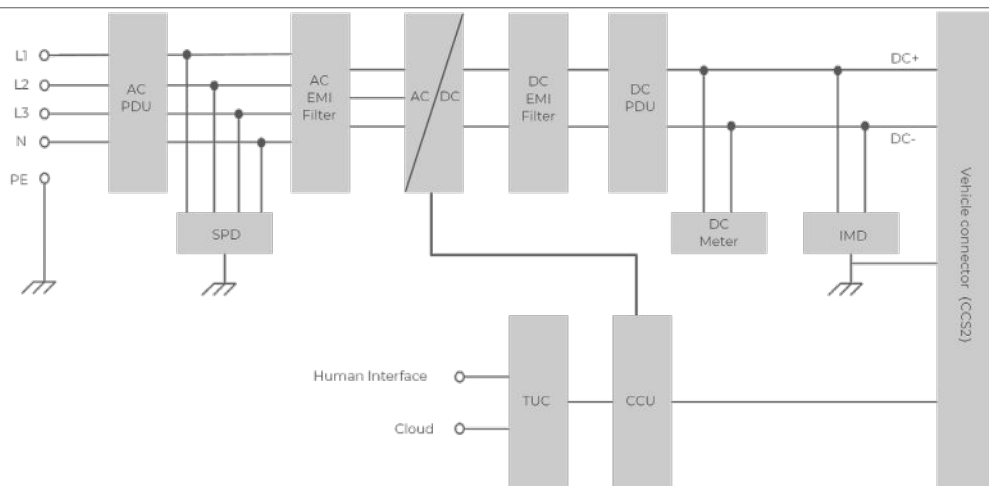 L1
L2
L3
N
PE
AC
PDU
SPD
AC
EMI
Filter
AC
DC
DC
EMI
Filter
DC
PDU
DC+
DC-
DC
Meter
IMD
Vehicle connector (CCS2)
Human Interface
Cloud
TUC
CCU